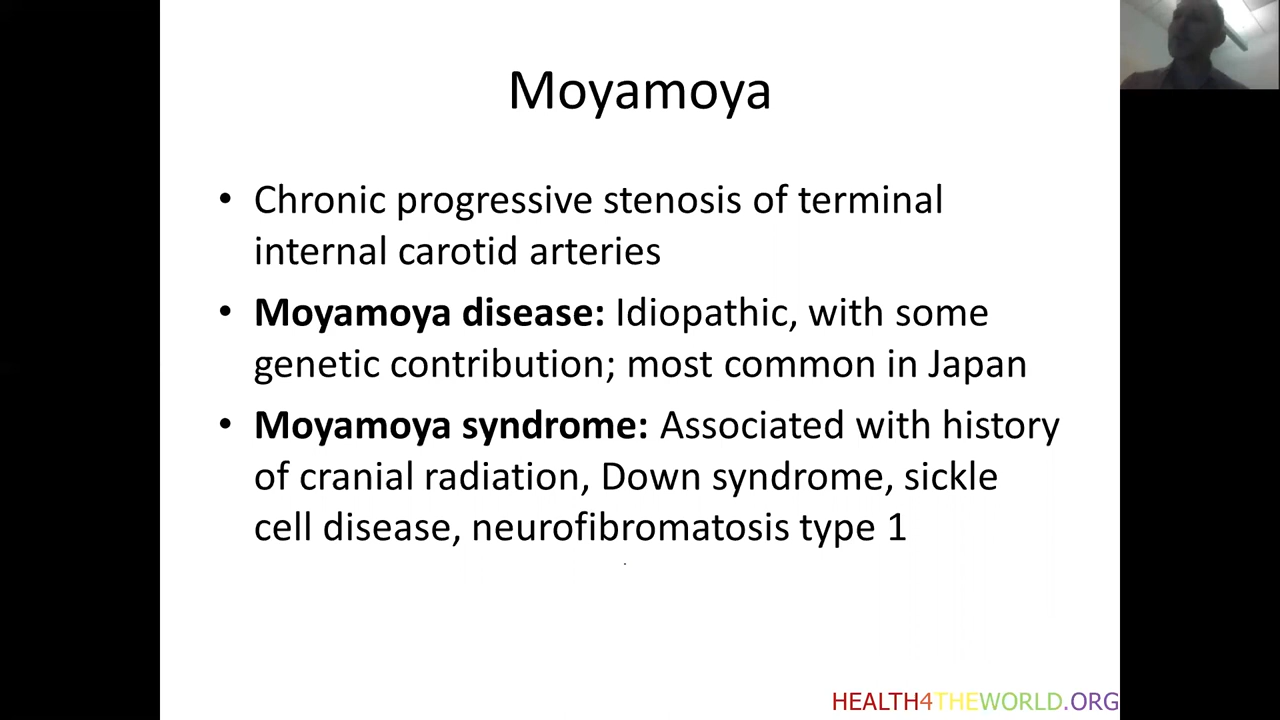 Moyamoya
• Chronic progressive stenosis of terminal
internal carotid arteries
• Moyamoya disease: Idiopathic, with some
genetic contribution; most common in Japan
• Moyamoya syndrome: Associated with history
of cranial radiation, Down syndrome, sickle
cell disease, neurofibromatosis type 1
HEALTH4THEWORLD.ORG